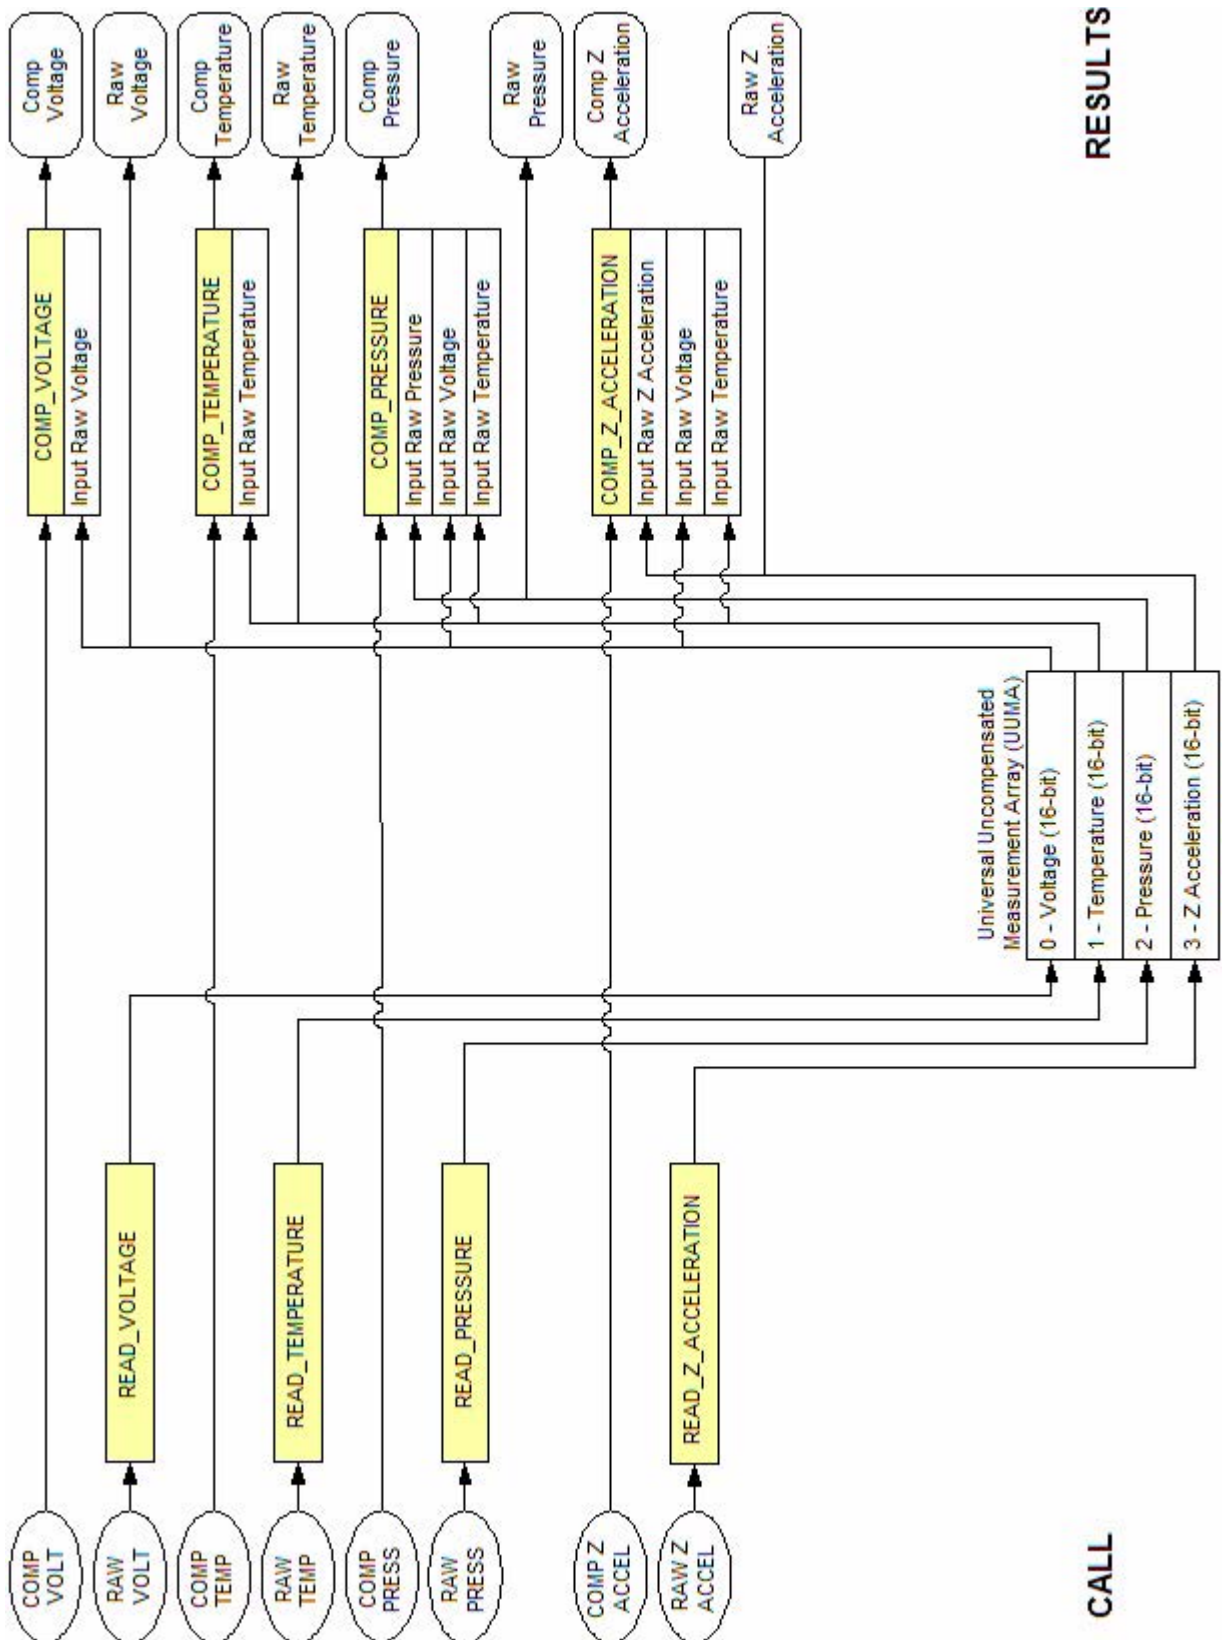 COMP
VOLT
RAW
VOLT
COMP
TEMP
RAW
TEMP
COMP
PRESS
RAW
PRESS
COMP Z
ACCEL
RAW Z
ACCEL
CALL
READ_VOLTAGE
READ_TEMPERATURE
READ_PRESSURE
READ_Z_ACCELERATION
Universal Uncompensated
Measurement Array (UUMA)
0 - Voltage (16-bit)
1 - Temperature (16-bit)
2 - Pressure (16-bit)
3 - Z Acceleration (16-bit)
COMP_VOLTAGE
Input Raw Voltage
COMP_TEMPERATURE
Input Raw Temperature
COMP_PRESSURE
Input Raw Pressure
Input Raw Voltage
Input Raw Temperature
COMP_Z_ACCELERATION
Input Raw Z Acceleration
Input Raw Voltage
Input Raw Temperature
Comp
Voltage
Raw
Voltage
Comp
Temperature
Raw
Temperature
Comp
Pressure
Raw
Pressure
Comp Z
Acceleration
Raw Z
Acceleration
RESULTS